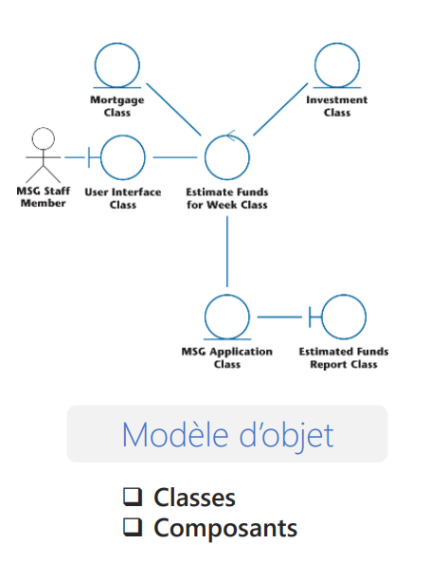 Mortgage
Class
Investment
Class
MSG Staff
Member
User Interface
Class
Estimate Funds
for Week Class
MSG Application
Class
Estimated Funds
Report Class
Modèle d'objet
❑ Classes
❑ Composants